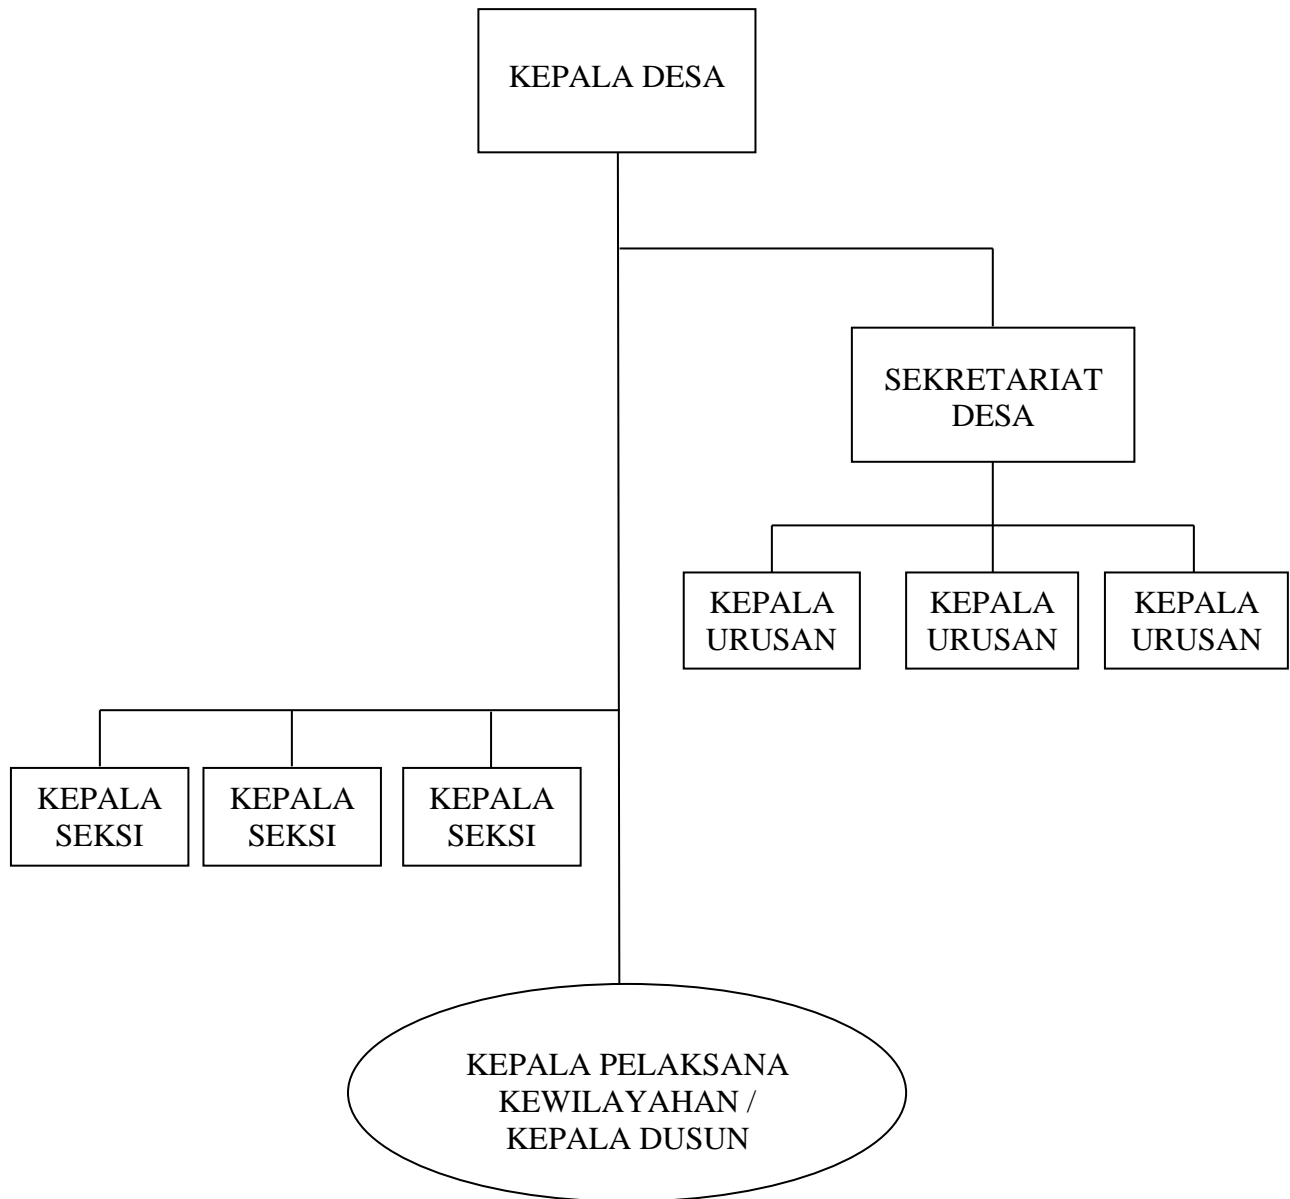 KEPALA DESA
SEKRETARIAT
DESA
KEPALA
URUSAN
KEPALA
URUSAN
KEPALA
URUSAN
KEPALA
SEKSI
KEPALA
SEKSI
KEPALA
SEKSI
KEPALA PELAKSANA
KEWILAYAHAN /
KEPALA DUSUN